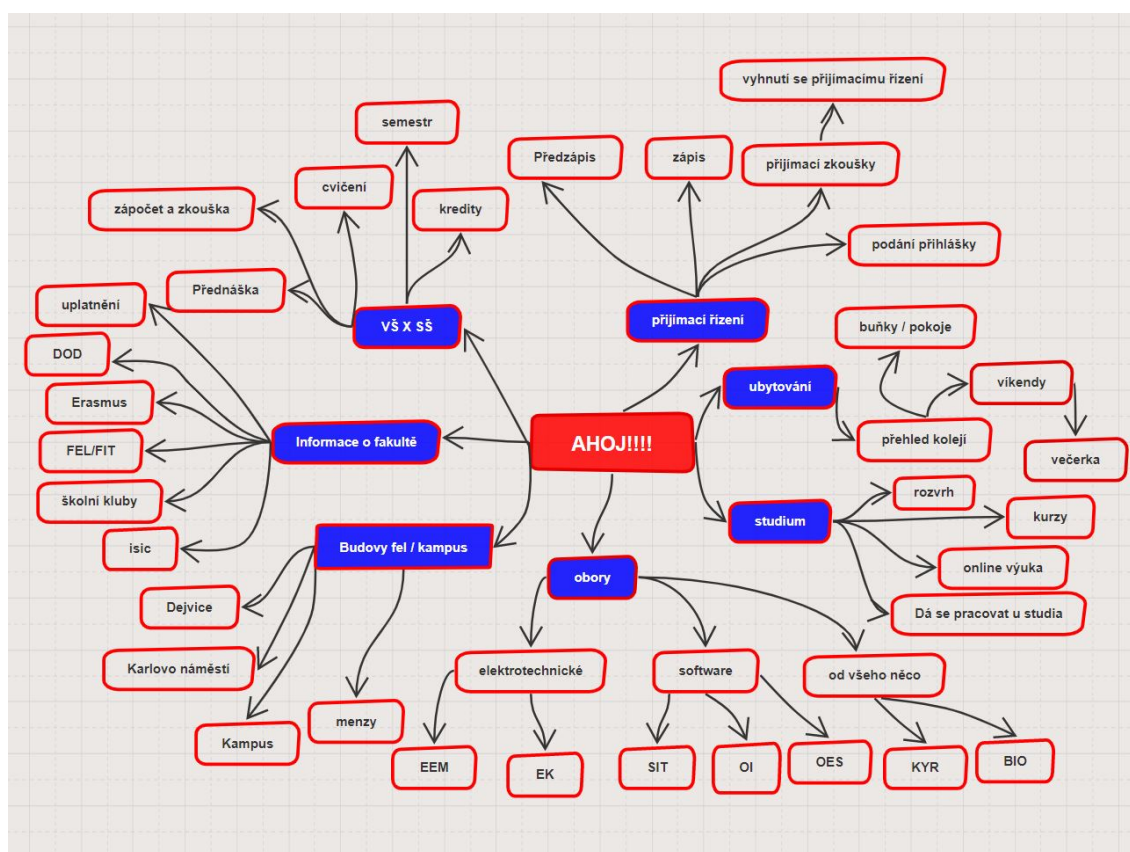 vyhnutí se přijímacímu řízení
semestr
Předzápis
zápis
přijímací zkoušky
cvičení
zápočet a zkouška
kredity
podání přihlášky
Přednáška
uplatnění
VŠ X SŠ
přijímací řízení
buňky / pokoje
DOD
ubytování
víkendy
Erasmus
Informace o fakultě
AHOJ!!!!
přehled kolejí
FEL/FIT
večerka
školní kluby
rozvrh
studium
kurzy
isic
Budovy fel / kampus
online výuka
obory
Dejvice
Dá se pracovat u studia
Karlovo náměstí
elektrotechnické
software
od všeho něco
menzy
Kampus
EEM
EK
SIT
OI
OES
KYR
BIO